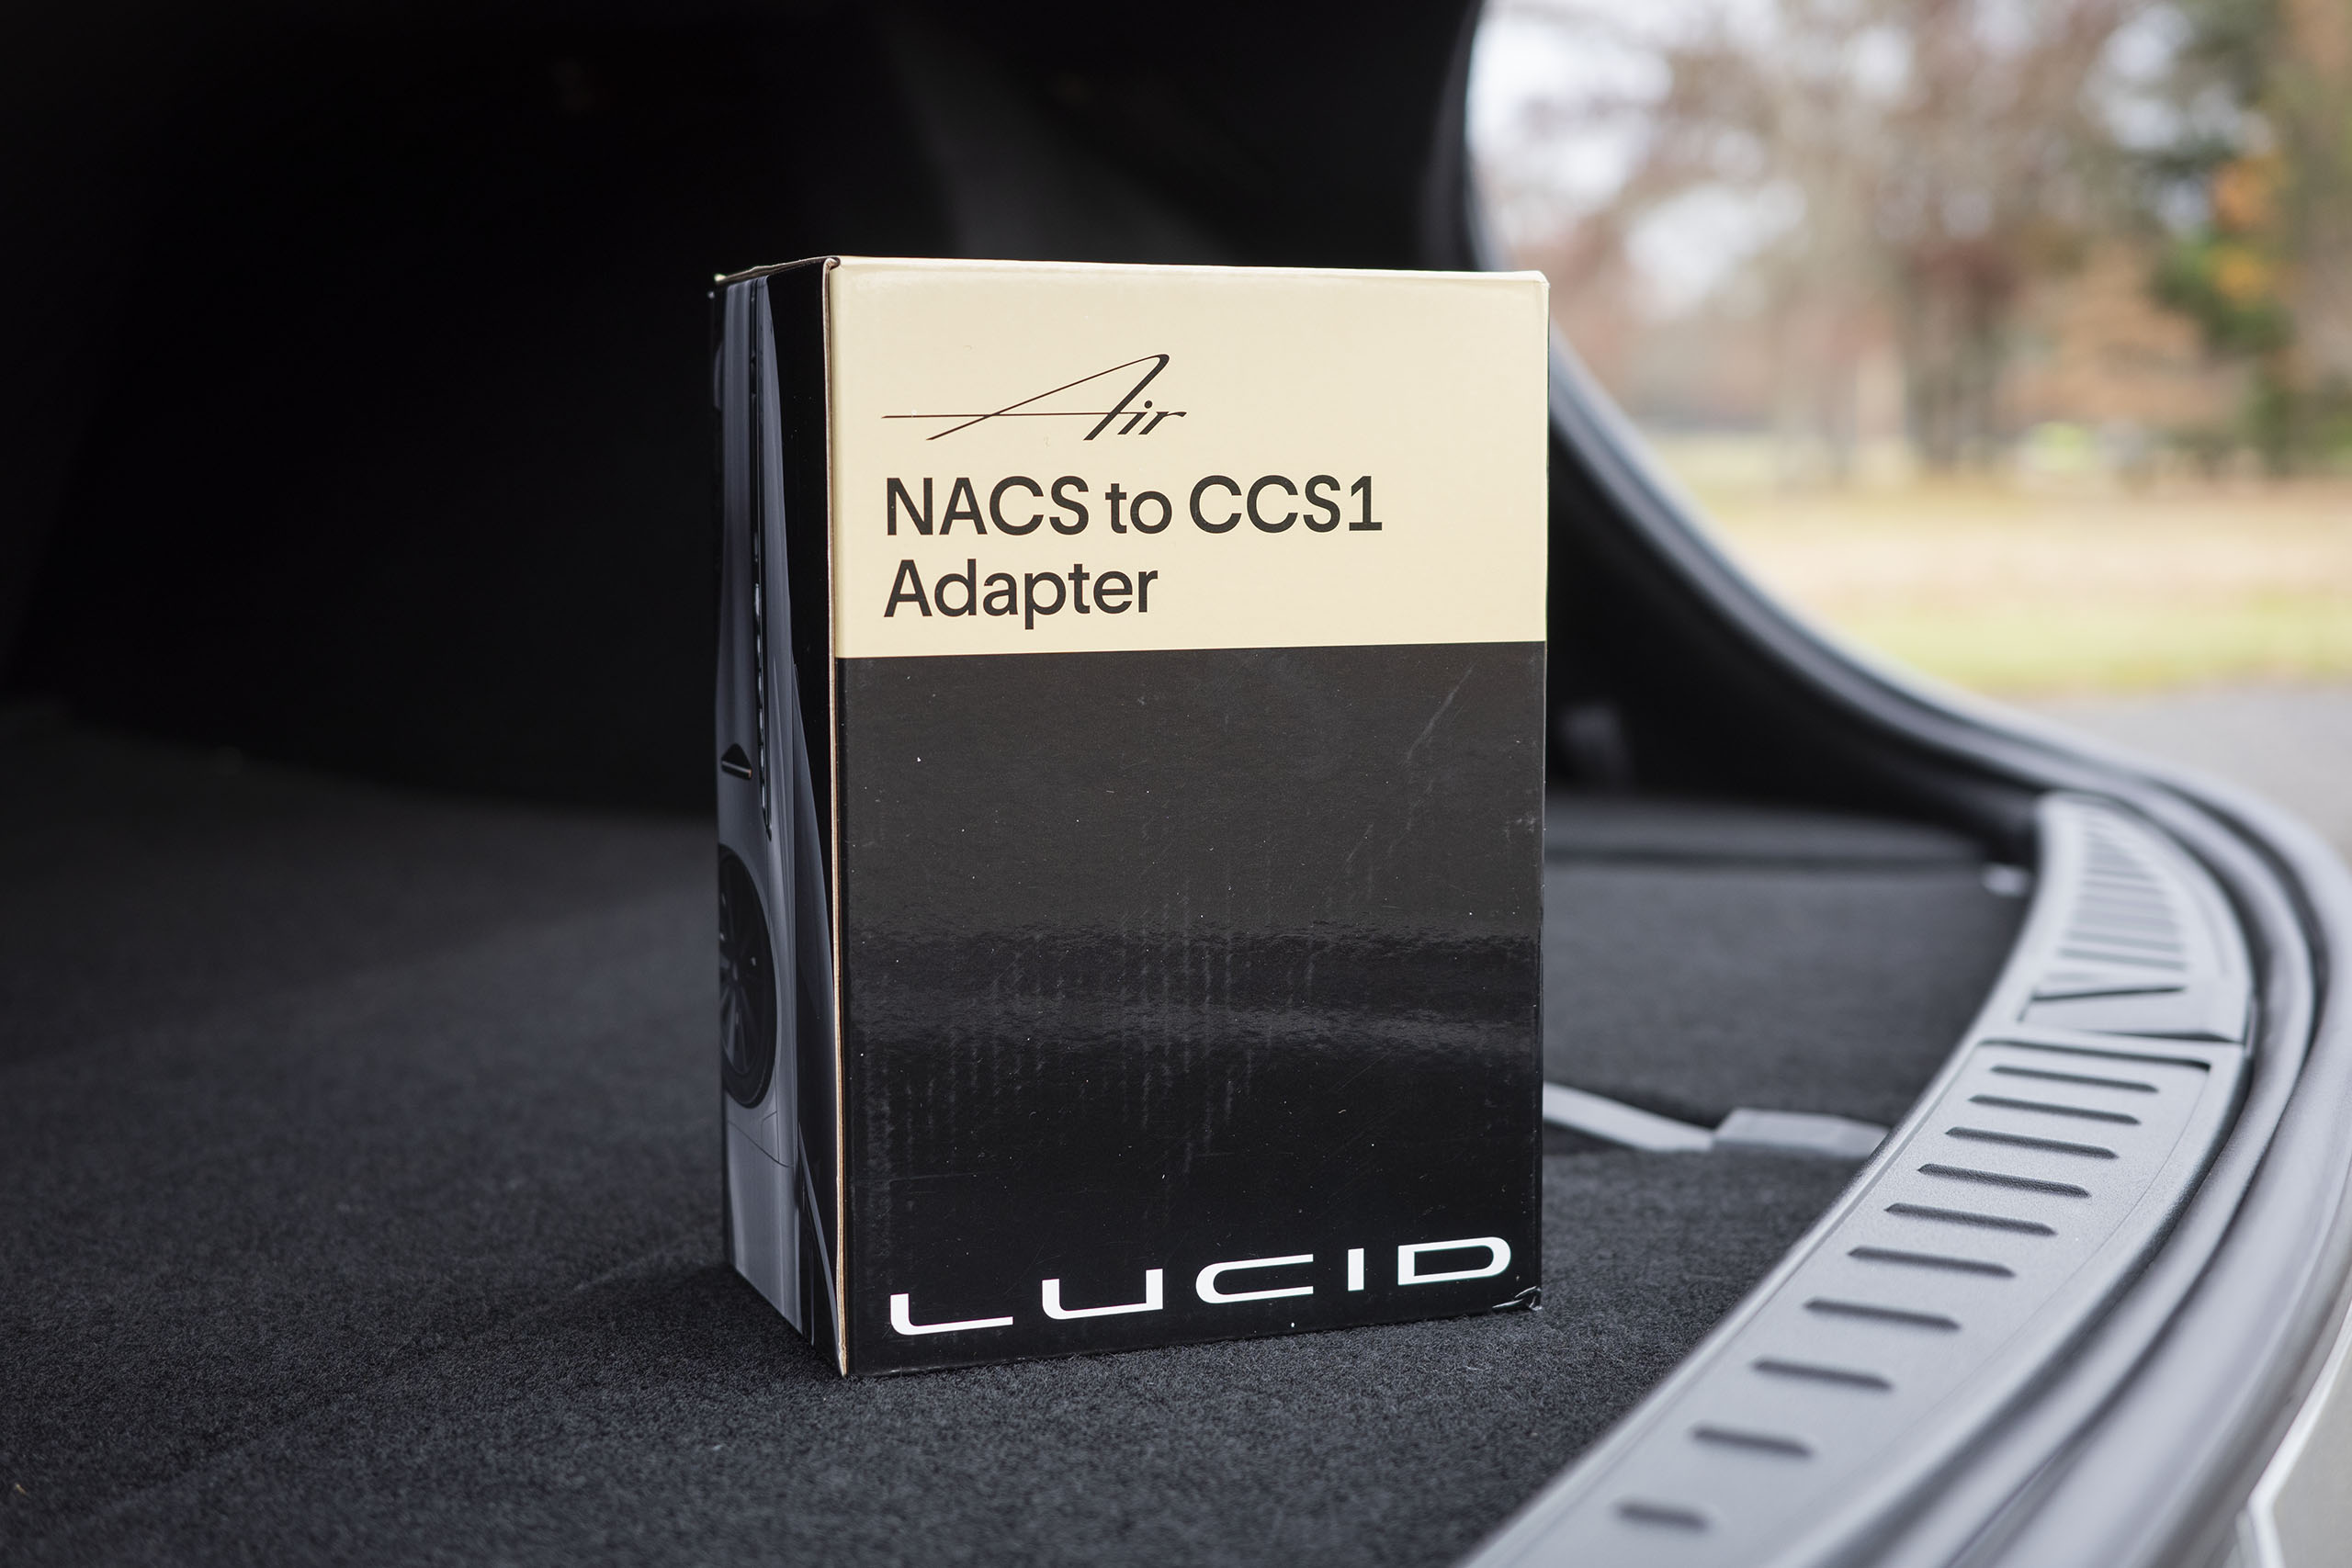 Air
NACS to CCS1
Adapter
LUCID